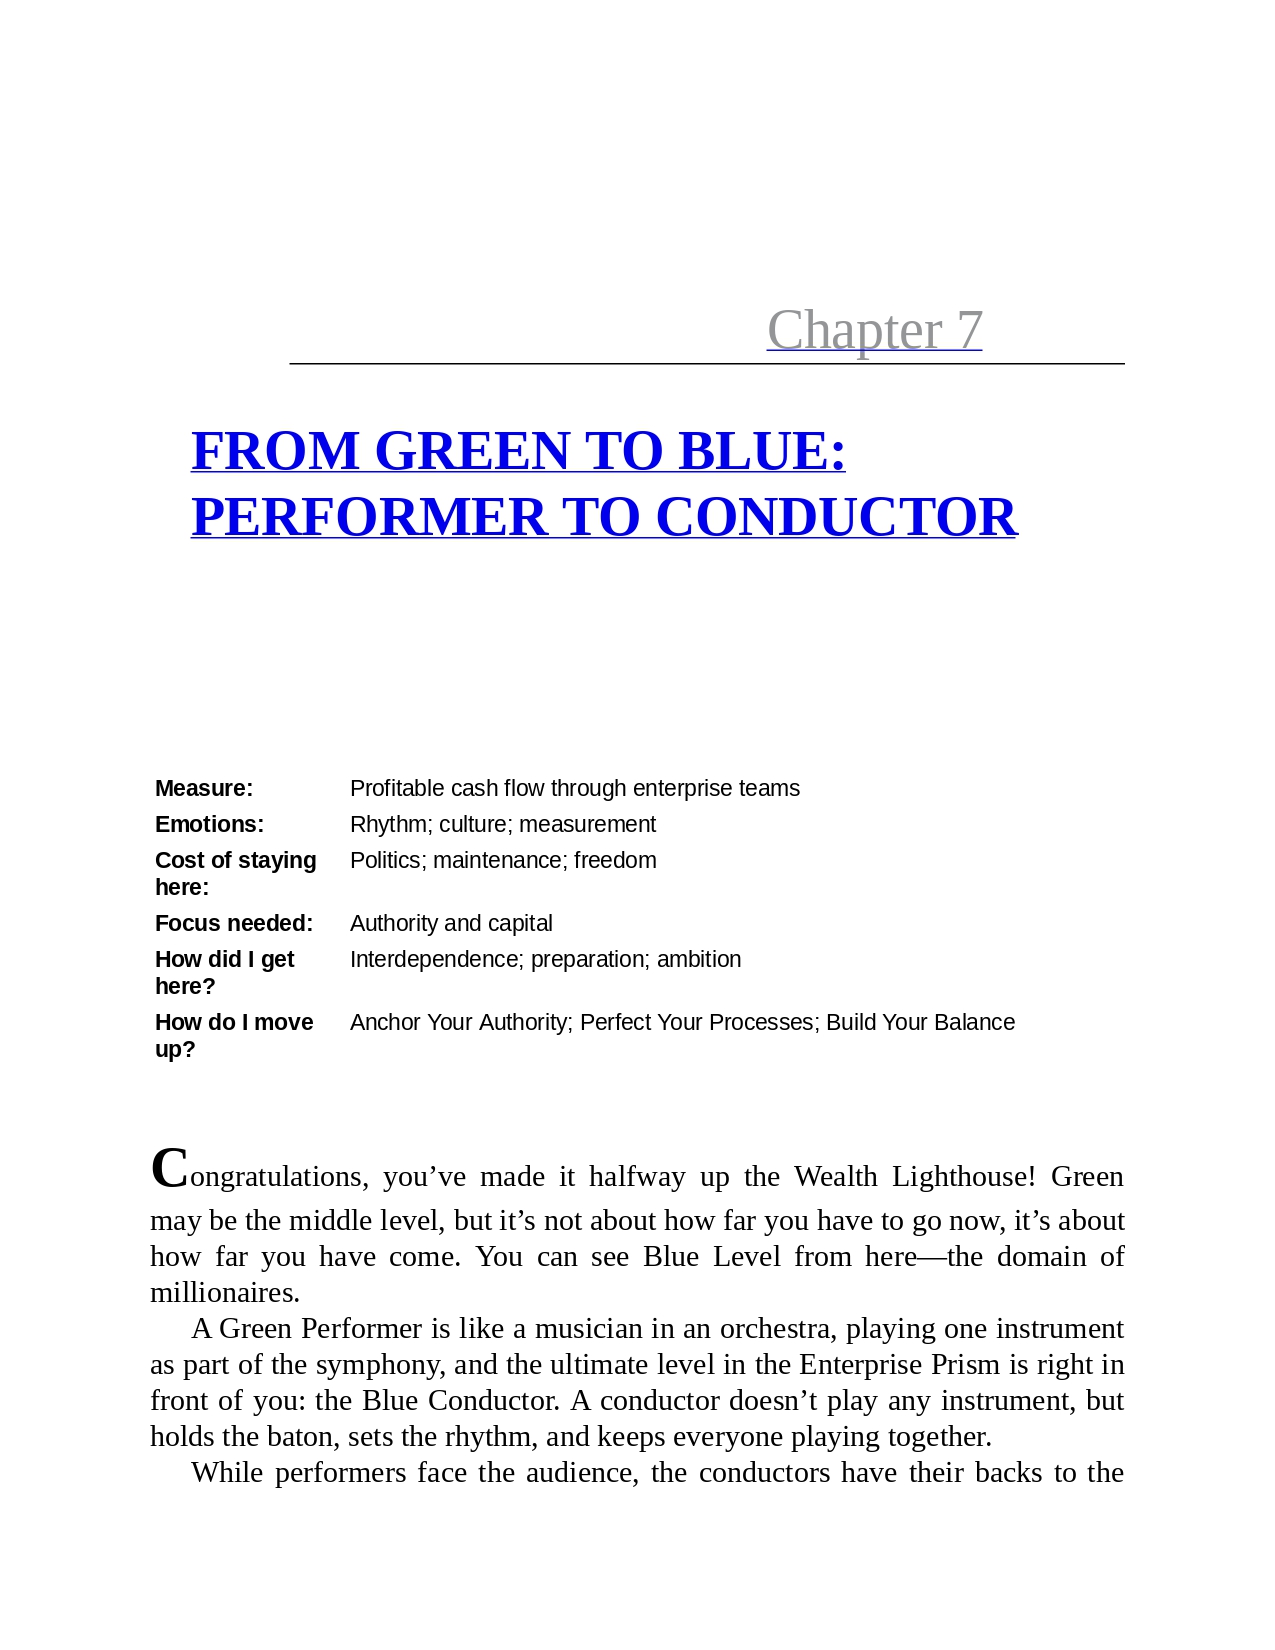 Chapter 7
FROM GREEN TO BLUE:
PERFORMER TO CONDUCTOR
Measure: Profitable cash flow through enterprise teams
Emotions: Rhythm; culture; measurement
Cost of staying Politics; maintenance; freedom
here:
Focus needed: Authority and capital
How did I get Interdependence; preparation; ambition
here?
How do I move Anchor Your Authority; Perfect Your Processes; Build Your Balance
up?
Congratulations, you’ve made it halfway up the Wealth Lighthouse! Green
may be the middle level, but it’s not about how far you have to go now, it’s about
how far you have come. You can see Blue Level from here—the domain of
millionaires.
A Green Performer is like a musician in an orchestra, playing one instrument
as part of the symphony, and the ultimate level in the Enterprise Prism is right in
front of you: the Blue Conductor. A conductor doesn’t play any instrument, but
holds the baton, sets the rhythm, and keeps everyone playing together.
While performers face the audience, the conductors have their backs to the